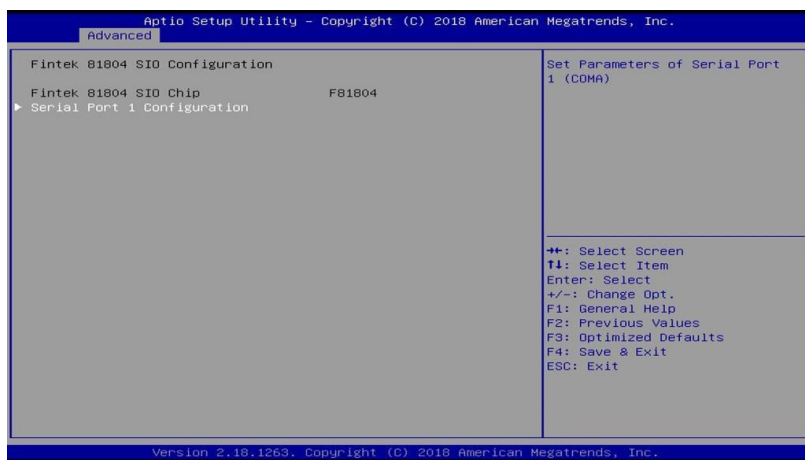 Aptio Setup Utility – Copyright (C) 2018 American Megatrends, Inc.
Advanced
Fintek 81804 SIO Configuration
Fintek 81804 SIO Chip F81804
▶ Serial Port 1 Configuration
Set Parameters of Serial Port
1 (COMA)
→←: Select Screen
↑↓: Select Item
Enter: Select
+/-: Change Opt.
F1: General Help
F2: Previous Values
F3: Optimized Defaults
F4: Save & Exit
ESC: Exit
Version 2.18.1263. Copyright (C) 2018 American Megatrends, Inc.